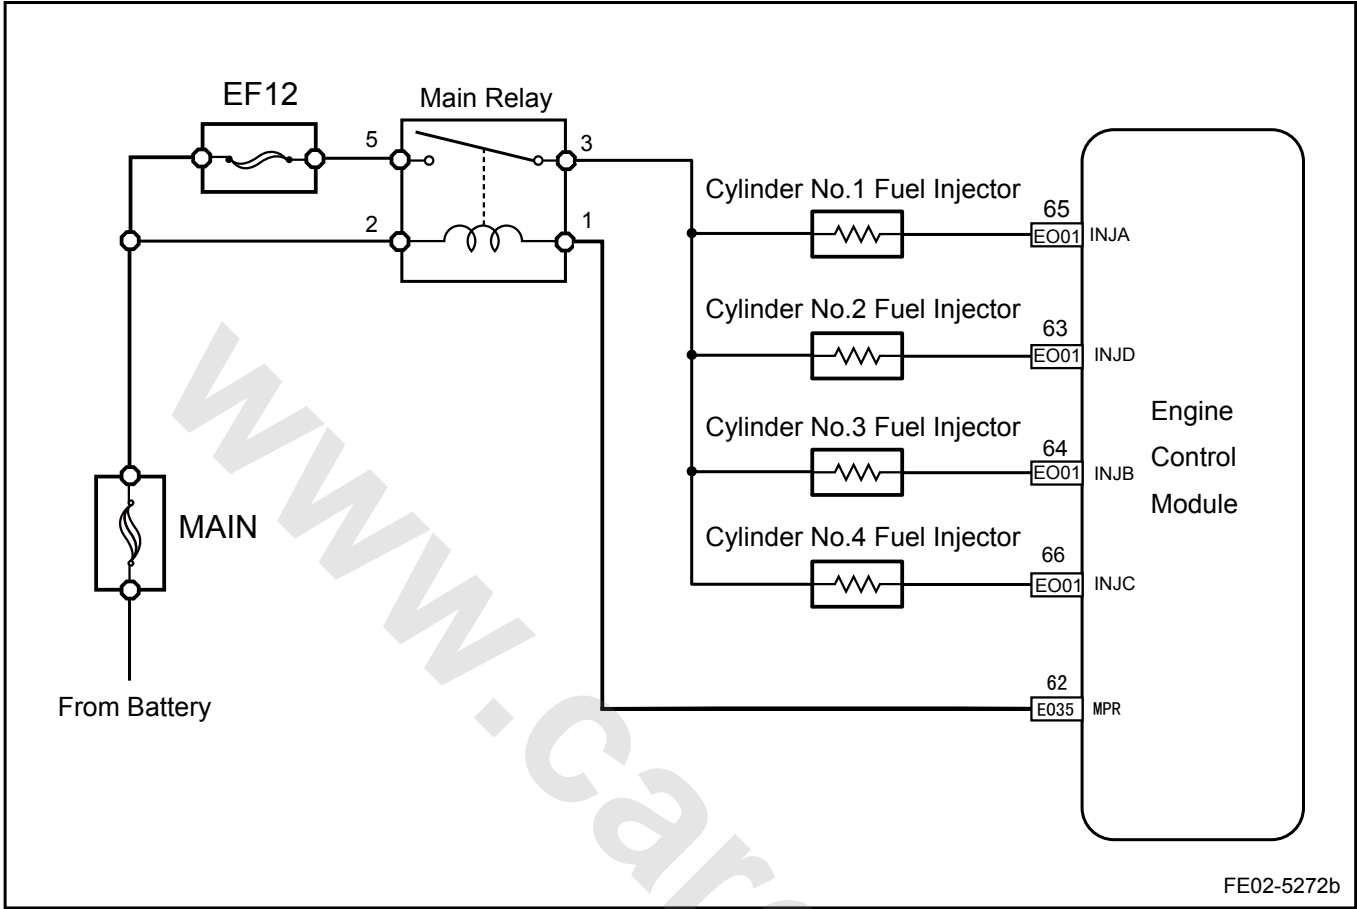 EF12
Main Relay
5
3
2
1
Cylinder No.1 Fuel Injector
65
EO01
INJA
Cylinder No.2 Fuel Injector
63
EO01
INJD
Cylinder No.3 Fuel Injector
64
EO01
INJB
Cylinder No.4 Fuel Injector
66
EO01
INJC
Engine
Control
Module
MAIN
From Battery
62
E035
MPR
www.car
FE02-5272b